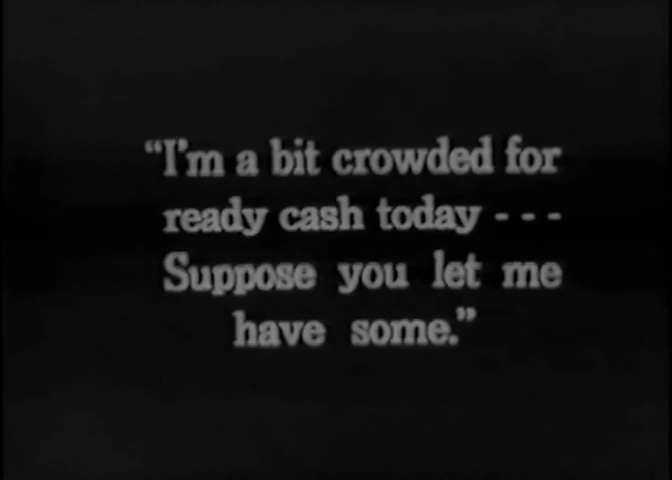 “I'm a bit crowded for
ready cash today - - -
Suppose you let me
have some.”